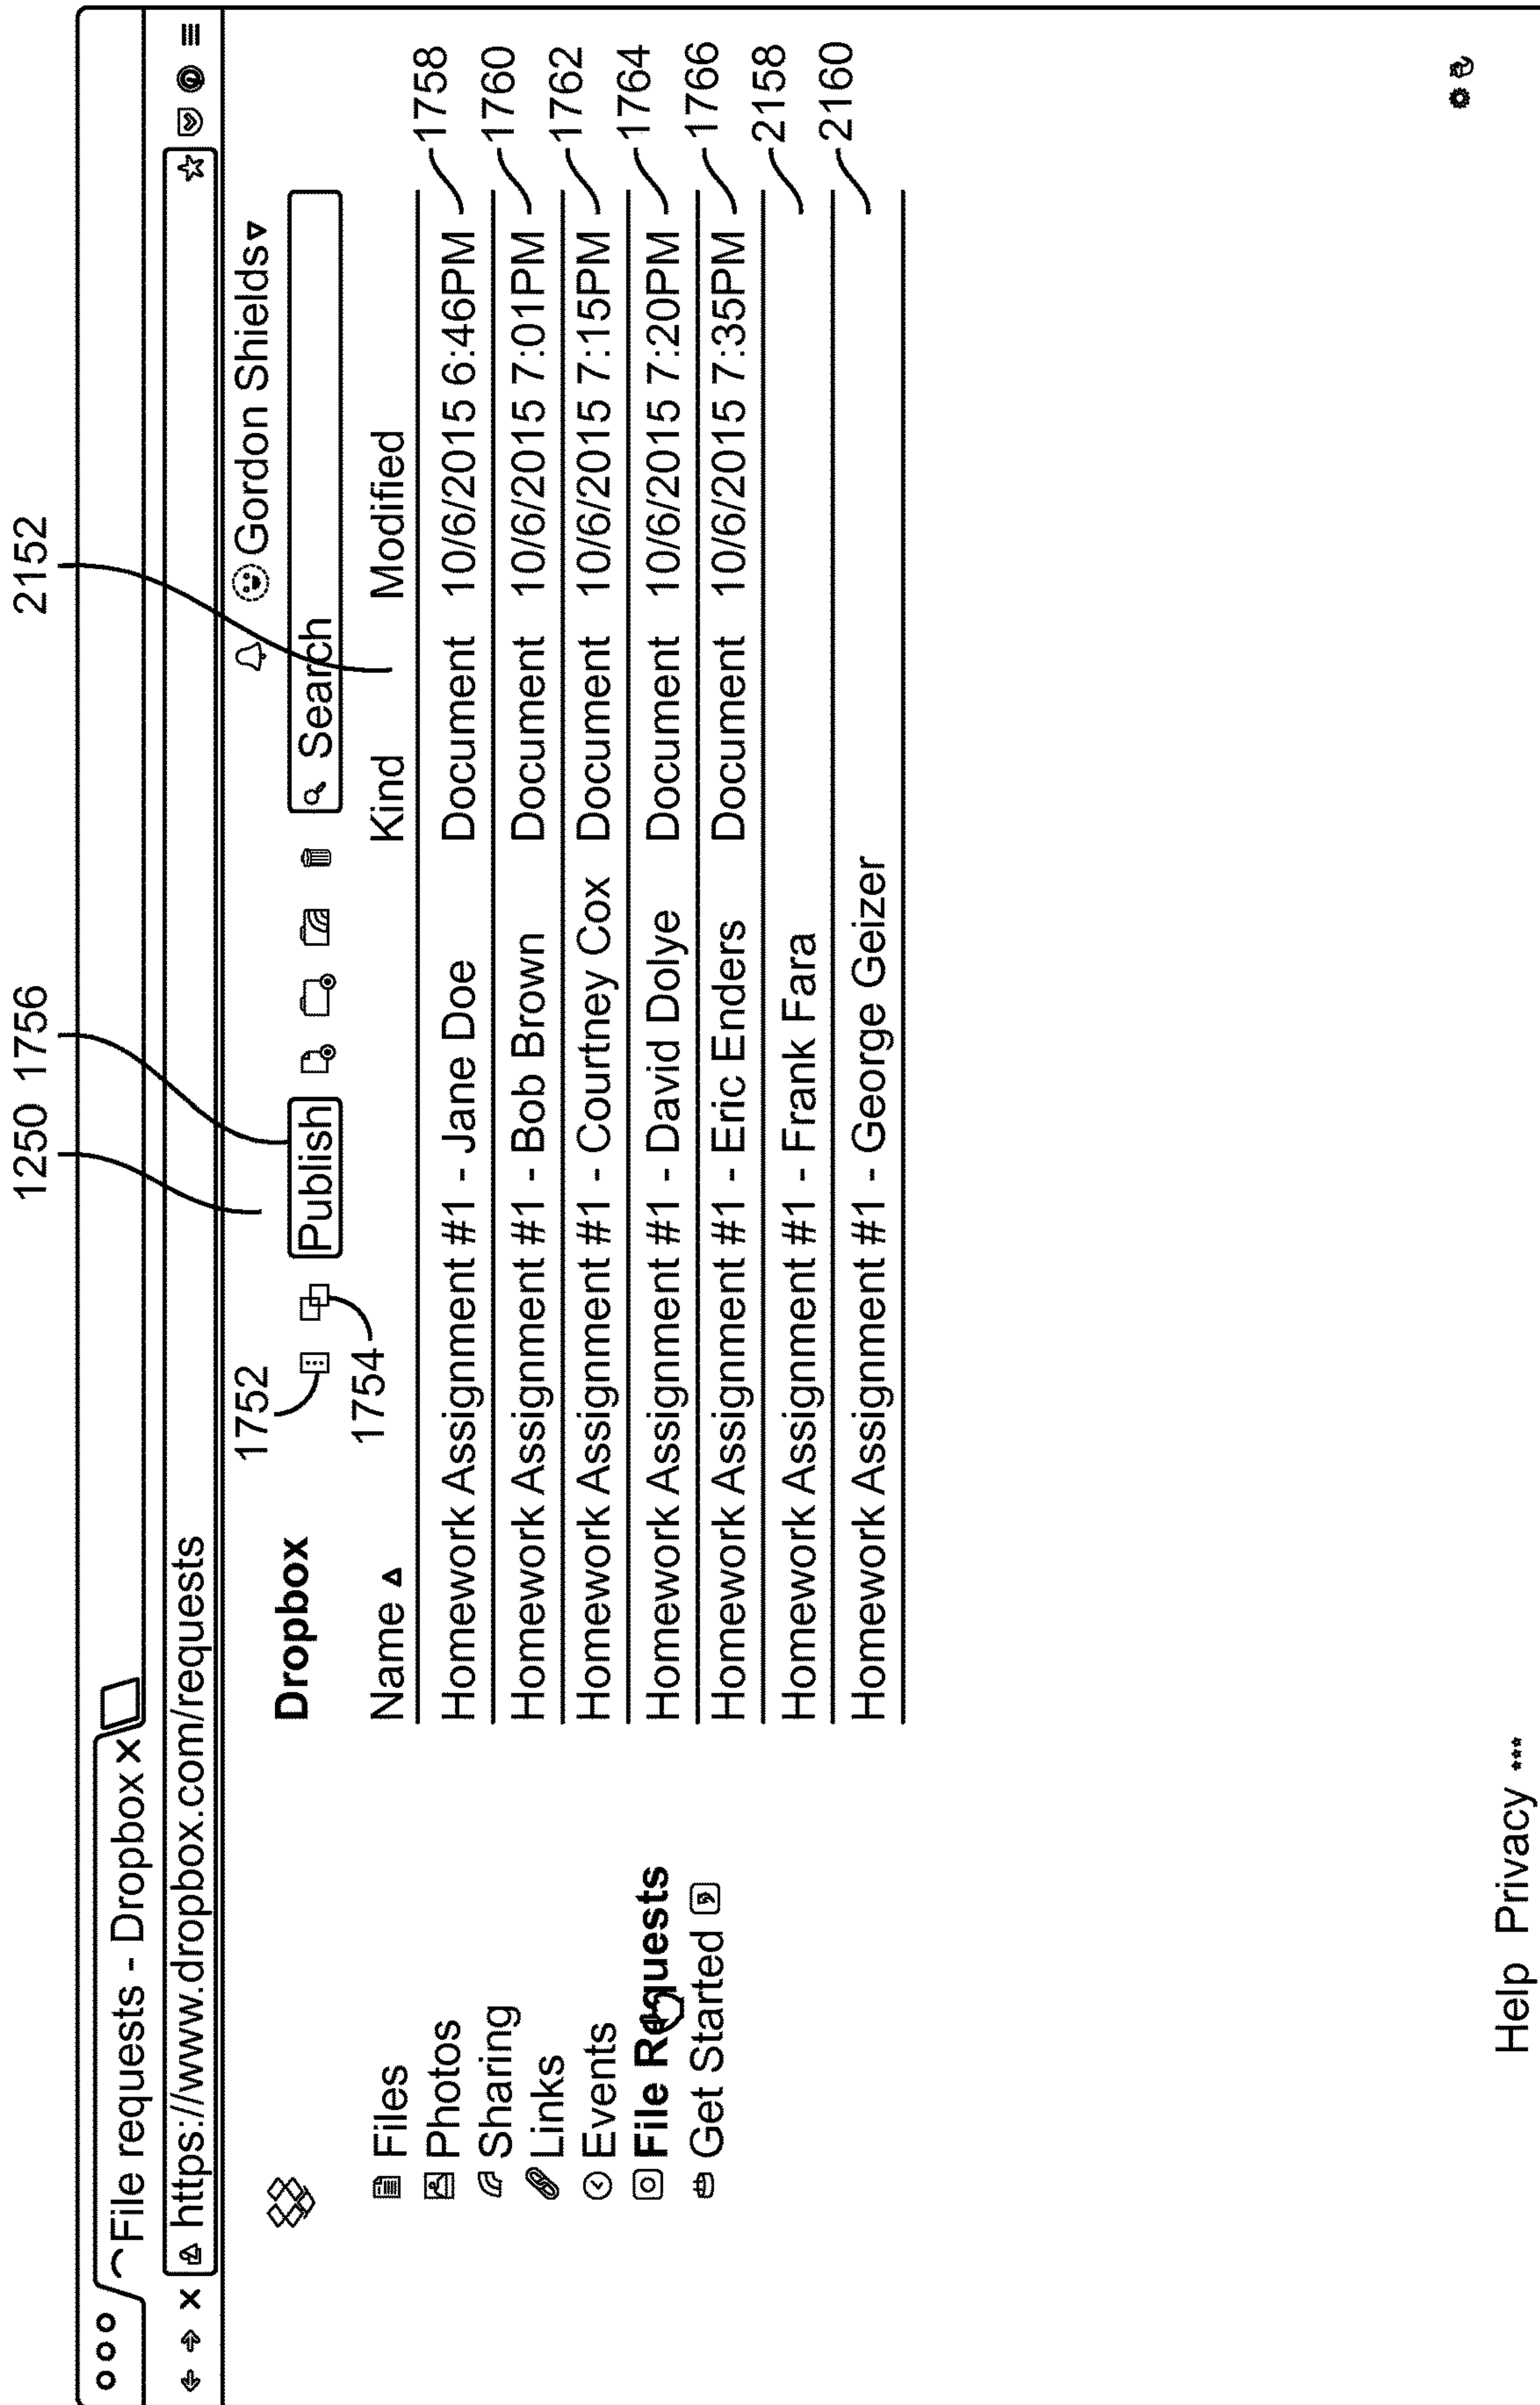 1250 1756 2152
File requests - Dropbox x
https://www.dropbox.com/requests
Gordon Shields
1752
Dropbox Publish Search
1754
Name Kind Modified
Homework Assignment #1 - Jane Doe Document 10/6/2015 6:46PM 1758
Homework Assignment #1 - Bob Brown Document 10/6/2015 7:01PM 1760
Homework Assignment #1 - Courtney Cox Document 10/6/2015 7:15PM 1762
Homework Assignment #1 - David Dolye Document 10/6/2015 7:20PM 1764
Homework Assignment #1 - Eric Enders Document 10/6/2015 7:35PM 1766
Homework Assignment #1 - Frank Fara 2158
Homework Assignment #1 - George Geizer 2160
Files
Photos
Sharing
Links
Events
File Requests
Get Started
Help Privacy